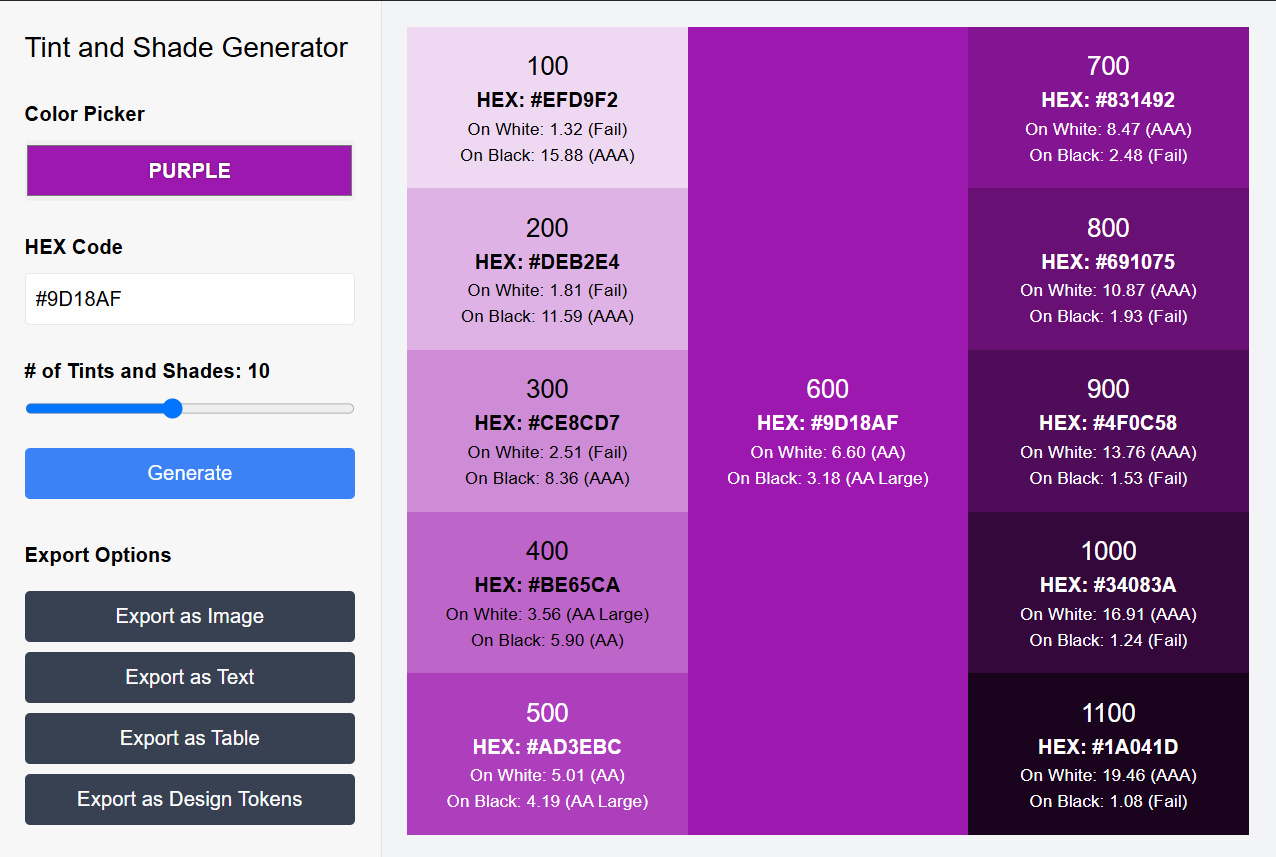 Tint and Shade Generator
Color Picker
PURPLE
HEX Code
#9D18AF
# of Tints and Shades: 10
Generate
Export Options
Export as Image
Export as Text
Export as Table
Export as Design Tokens
100
HEX: #EFD9F2
On White: 1.32 (Fail)
On Black: 15.88 (AAA)
200
HEX: #DEB2E4
On White: 1.81 (Fail)
On Black: 11.59 (AAA)
300
HEX: #CE8CD7
On White: 2.51 (Fail)
On Black: 8.36 (AAA)
400
HEX: #BE65CA
On White: 3.56 (AA Large)
On Black: 5.90 (AA)
500
HEX: #AD3EBC
On White: 5.01 (AA)
On Black: 4.19 (AA Large)
600
HEX: #9D18AF
On White: 6.60 (AA)
On Black: 3.18 (AA Large)
700
HEX: #831492
On White: 8.47 (AAA)
On Black: 2.48 (Fail)
800
HEX: #691075
On White: 10.87 (AAA)
On Black: 1.93 (Fail)
900
HEX: #4F0C58
On White: 13.76 (AAA)
On Black: 1.53 (Fail)
1000
HEX: #34083A
On White: 16.91 (AAA)
On Black: 1.24 (Fail)
1100
HEX: #1A041D
On White: 19.46 (AAA)
On Black: 1.08 (Fail)